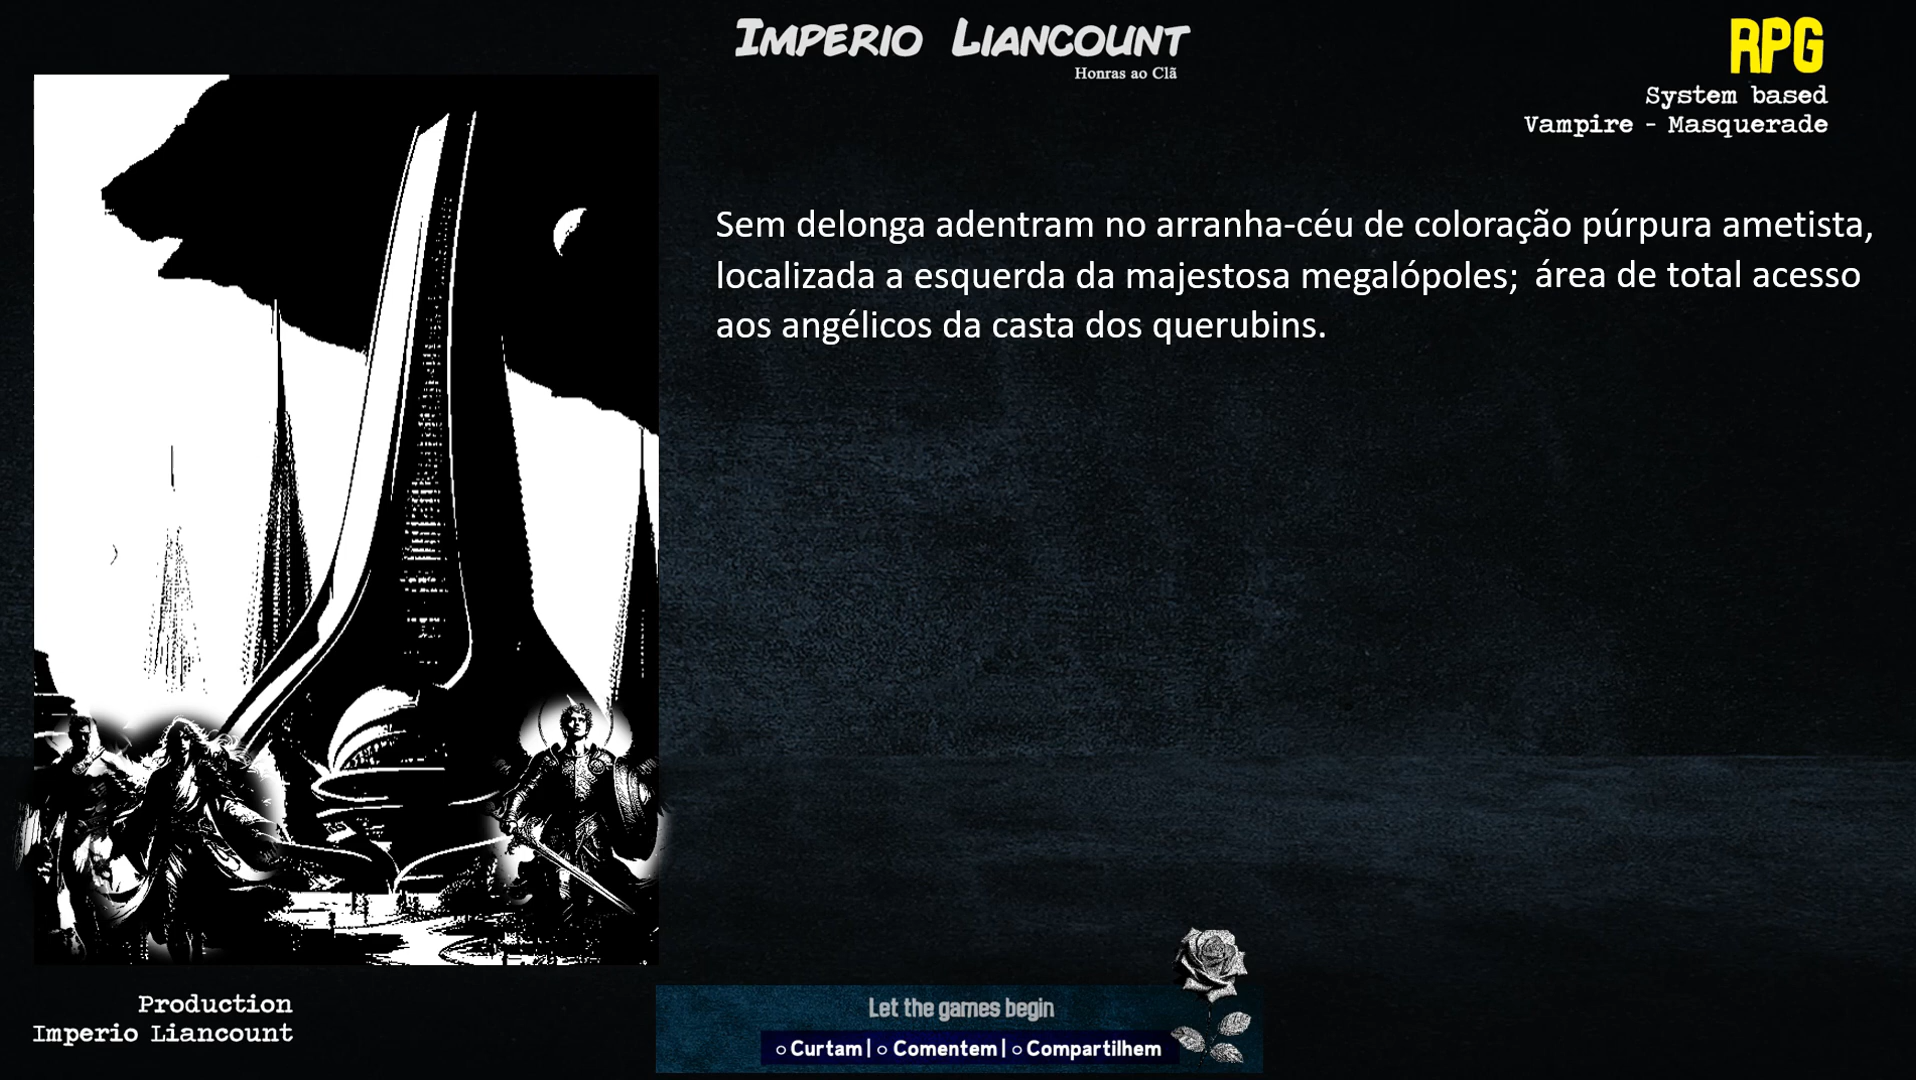 Imperio Liancount
Honras ao Clã
RPG
System based
Vampire - Masquerade
Sem delonga adentram no arranha-céu de coloração púrpura ametista,
localizada a esquerda da majestosa megalópoles; área de total acesso
aos angélicos da casta dos querubins.
Production
Imperio Liancount
Let the games begin
○ Curtam | ○ Comentem | ○ Compartilhem